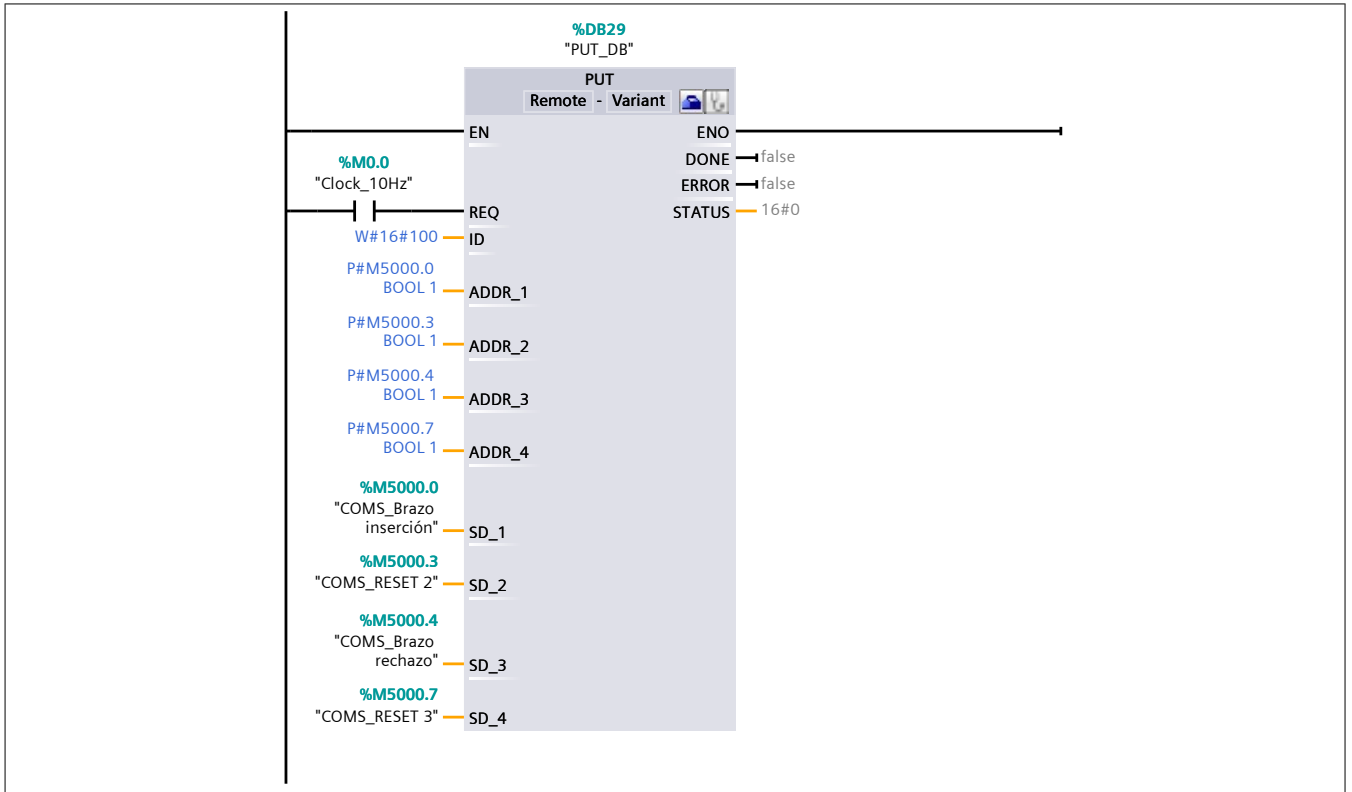 %DB29
"PUT_DB"
PUT
Remote - Variant
EN
ENO
DONE
false
%M0.0
"Clock_10Hz"
ERROR
false
REQ
STATUS
16#0
W#16#100
ID
P#M5000.0
BOOL 1
ADDR_1
P#M5000.3
BOOL 1
ADDR_2
P#M5000.4
BOOL 1
ADDR_3
P#M5000.7
BOOL 1
ADDR_4
%M5000.0
"COMS_Brazo
inserción"
SD_1
%M5000.3
"COMS_RESET 2"
SD_2
%M5000.4
"COMS_Brazo
rechazo"
SD_3
%M5000.7
"COMS_RESET 3"
SD_4